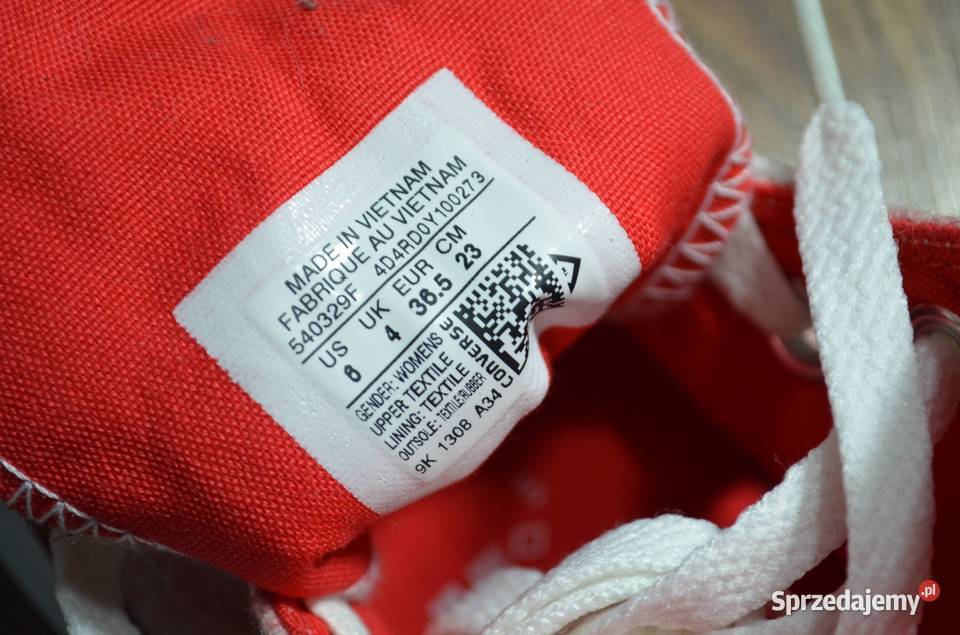 MADE IN VIETNAM
FABRIQUE AU VIETNAM
540329F 4D4RD0Y100273
US UK EUR CM
6 4 36.5 23
GENDER: WOMENS
UPPER TEXTILE
LINING: TEXTILE
OUTSOLE: TEXTILE/RUBBER
9K 1308 A34
Sprzedajemy.pl